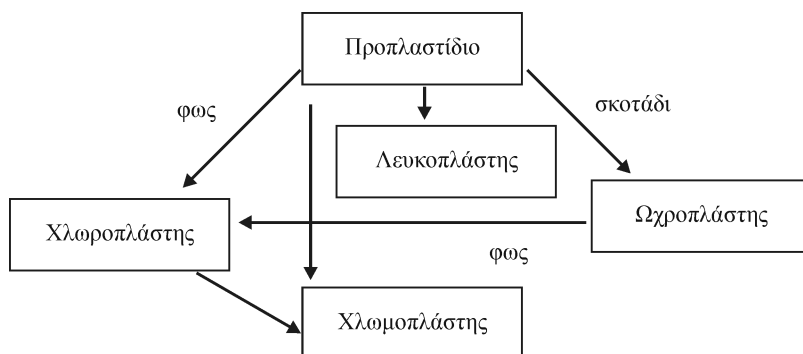 Προπλαστίδιο
φως
σκοτάδι
Λευκοπλάστης
Χλωροπλάστης
Ωχροπλάστης
φως
Χλωμοπλάστης